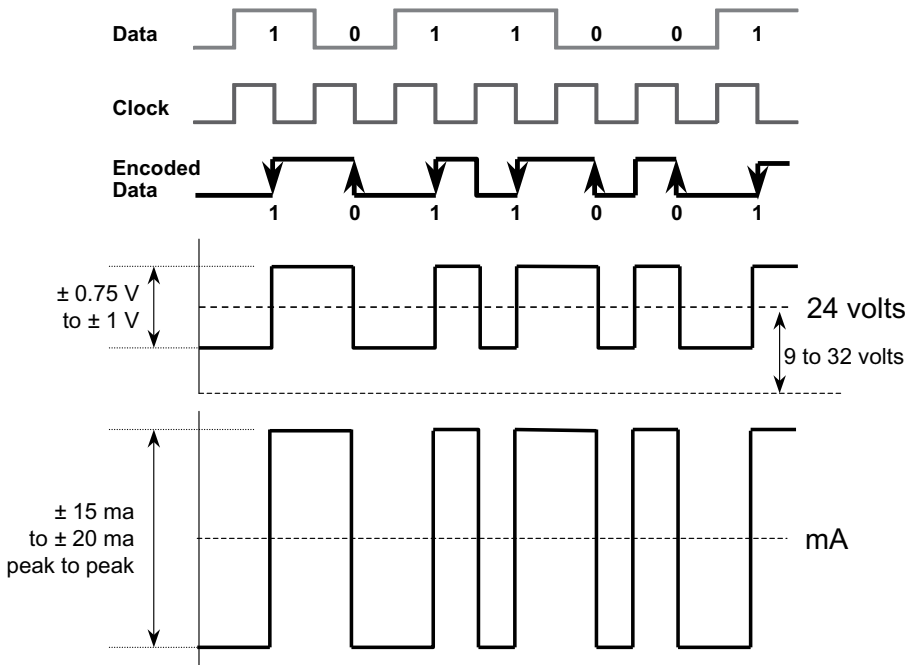 Data 1 0 1 1 0 0 1
Clock
Encoded
Data
1 0 1 1 0 0 1
± 0.75 V
to ± 1 V
24 volts
9 to 32 volts
± 15 ma
to ± 20 ma
peak to peak
mA